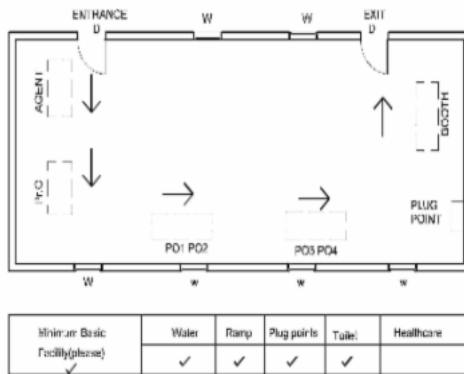 ENTRANCE
D
W
W
EXIT
D
AGENT
Pr.O
BOOTH
PLUG
POINT
PO1 PO2
PO3 PO4
W
w
w
w
Minimum Basic
Facility(please)
✓
Water
Ramp
Plug points
Toilet
Healthcare
✓
✓
✓
✓